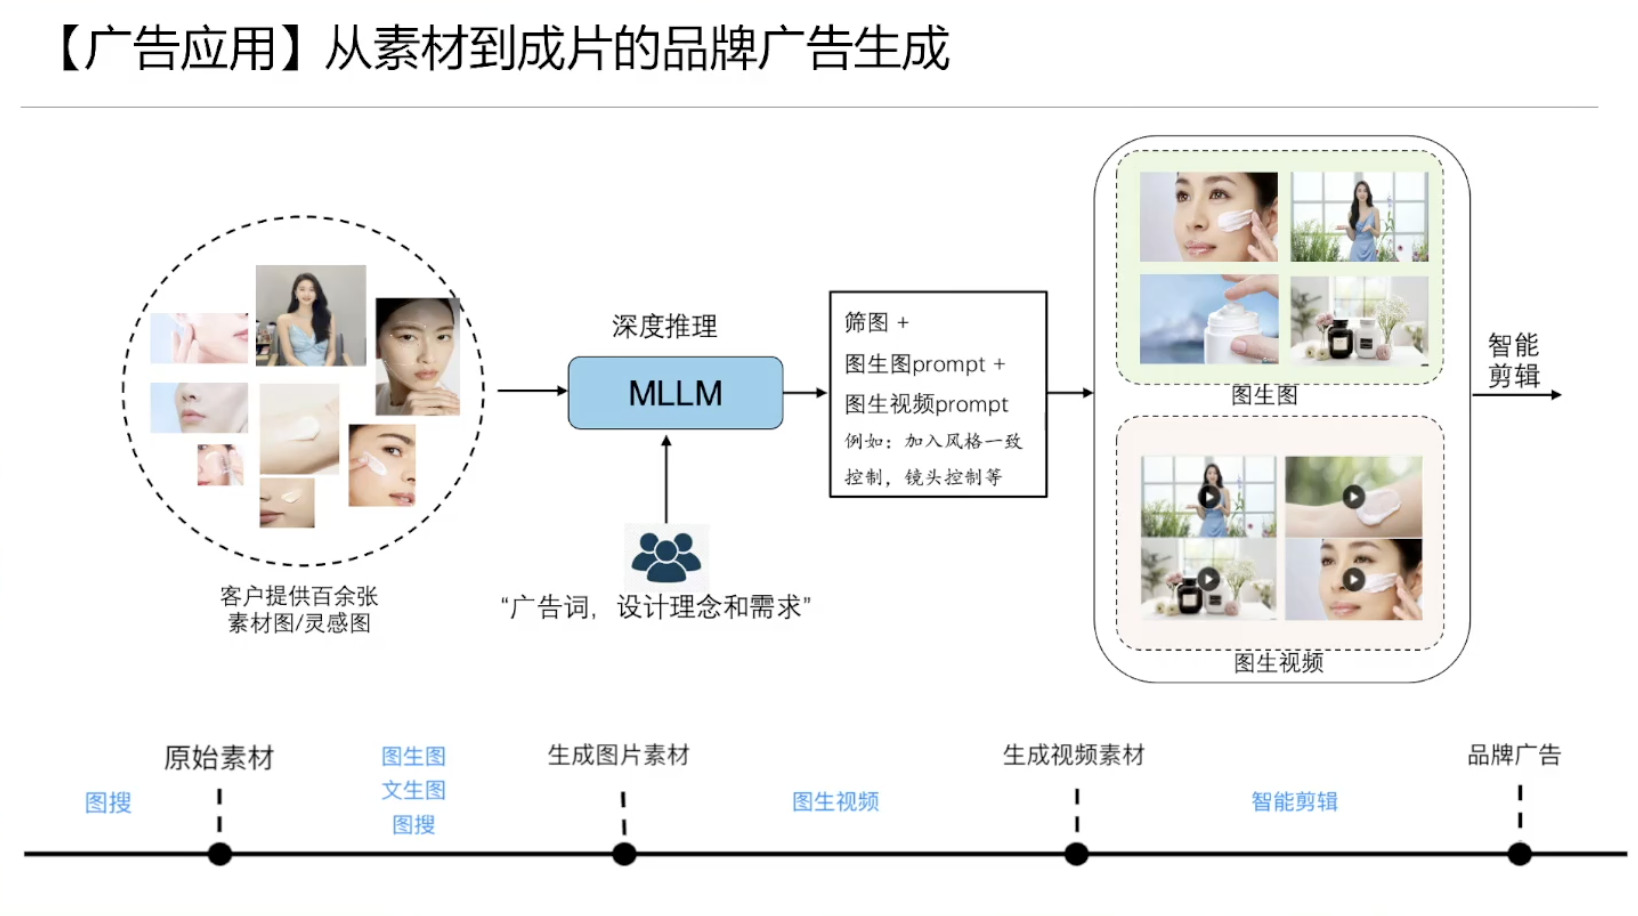 【广告应用】从素材到成片的品牌广告生成
客户提供百余张
素材图/灵感图
深度推理
MLLM
“广告词，设计理念和需求”
筛图 +
图生图prompt +
图生视频prompt
例如：加入风格一致
控制，镜头控制等
图生图
图生视频
智能
剪辑
图搜
原始素材
图生图
文生图
图搜
生成图片素材
图生视频
生成视频素材
智能剪辑
品牌广告